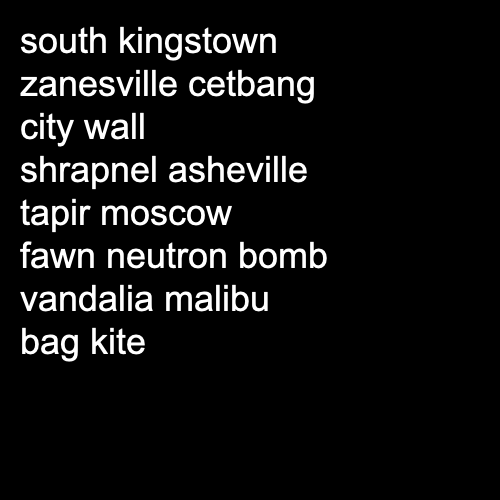 south kingstown
zanesville cetbang
city wall
shrapnel asheville
tapir moscow
fawn neutron bomb
vandalia malibu
bag kite